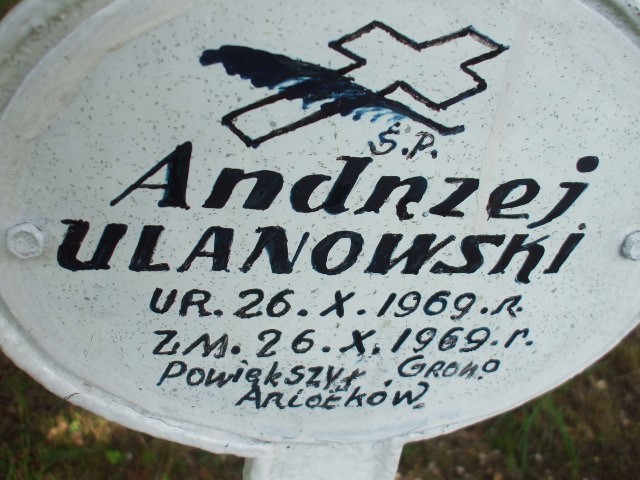 Ś.P.
Andrzej
ULANOWSKI
UR. 26. X. 1969. r.
ZM. 26. X. 1969. r.
Powiększył Grono
Aniołków